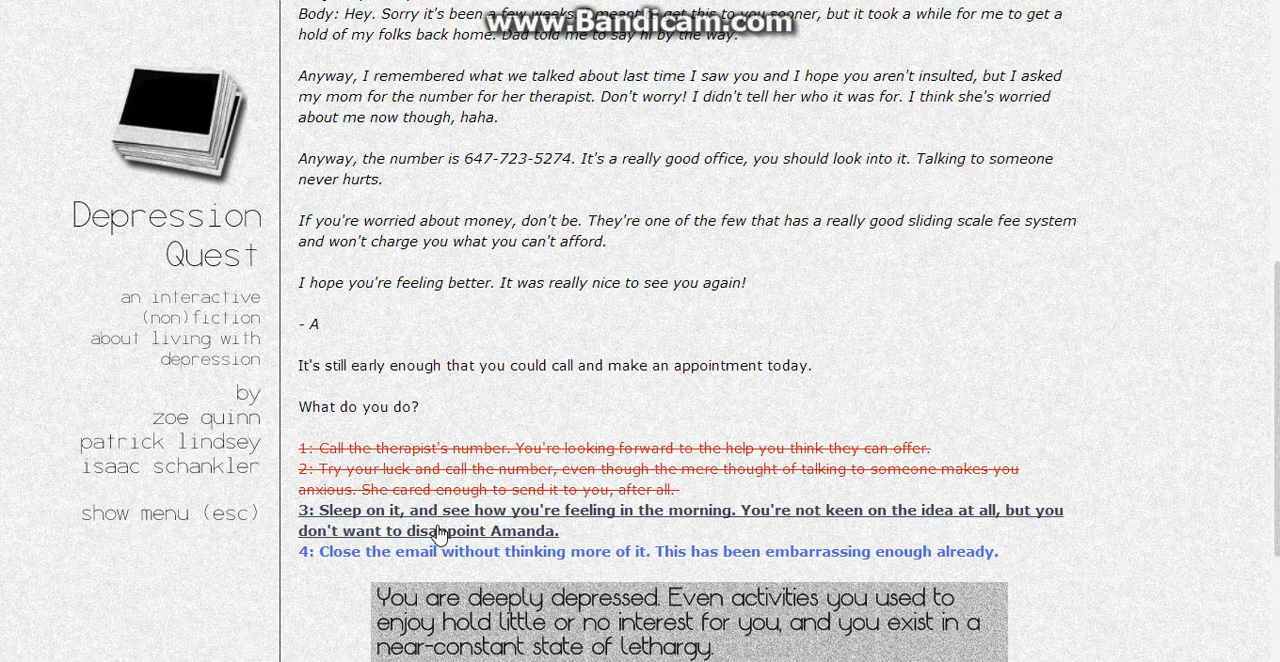 Body: Hey. Sorry it's been a few weeks, I meant to get this to you sooner, but it took a while for me to get a
www.Bandicam.com
hold of my folks back home. Dad told me to say hi by the way.
Anyway, I remembered what we talked about last time I saw you and I hope you aren't insulted, but I asked
my mom for the number for her therapist. Don't worry! I didn't tell her who it was for. I think she's worried
about me now though, haha.
Anyway, the number is 647-723-5274. It's a really good office, you should look into it. Talking to someone
never hurts.
If you're worried about money, don't be. They're one of the few that has a really good sliding scale fee system
and won't charge you what you can't afford.
I hope you're feeling better. It was really nice to see you again!
- A
It's still early enough that you could call and make an appointment today.
What do you do?
1: Call the therapist's number. You're looking forward to the help you think they can offer.
2: Try your luck and call the number, even though the mere thought of talking to someone makes you
anxious. She cared enough to send it to you, after all.
3: Sleep on it, and see how you're feeling in the morning. You're not keen on the idea at all, but you
don't want to disappoint Amanda.
4: Close the email without thinking more of it. This has been embarrassing enough already.
You are deeply depressed. Even activities you used to
enjoy hold little or no interest for you, and you exist in a
near-constant state of lethargy.
Depression
Quest
an interactive
(non)fiction
about living with
depression
by
zoe quinn
patrick lindsey
isaac schankler
show menu (esc)